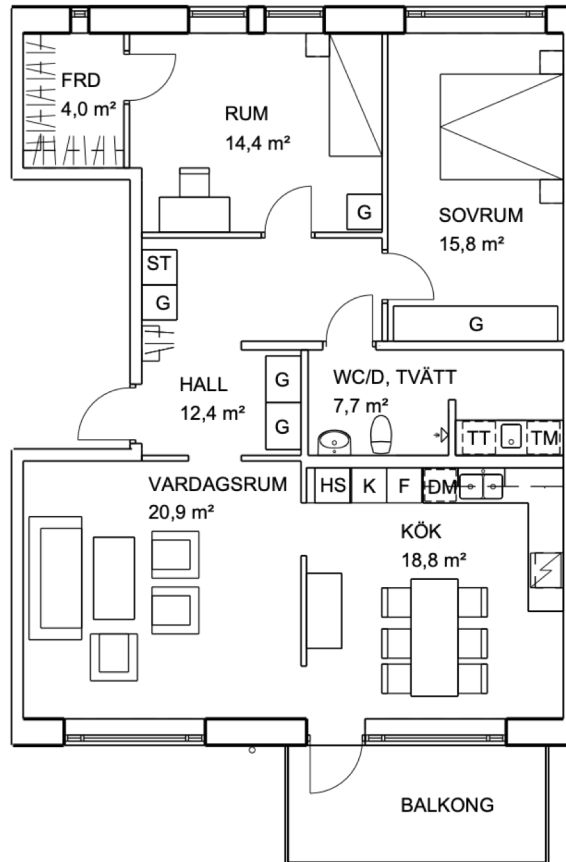 FRD
4,0 m²
RUM
14,4 m²
G
SOVRUM
15,8 m²
ST
G
G
HALL
12,4 m²
G
G
WC/D, TVÄTT
7,7 m²
TT
TM
VARDAGSRUM
20,9 m²
HS
K
F
DM
KÖK
18,8 m²
BALKONG